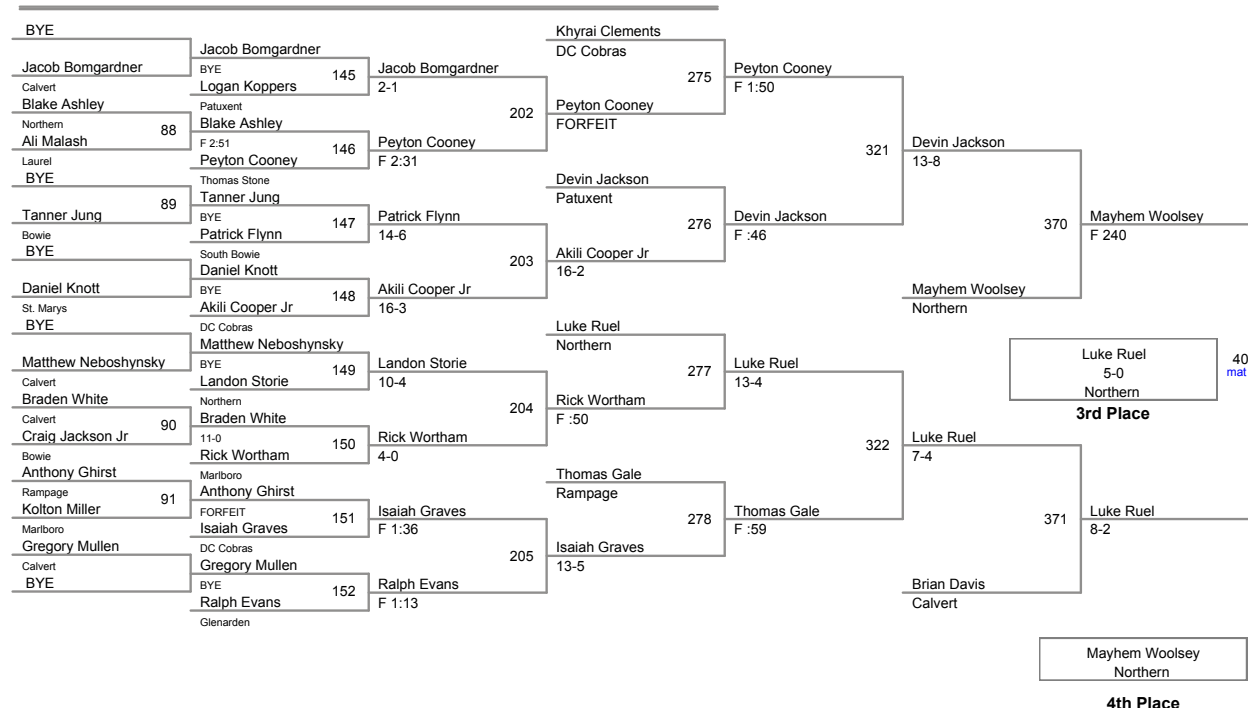 BYE
Jacob Bomgardner
Calvert
Blake Ashley
Northern
88
Ali Malash
Laurel
BYE
89
Tanner Jung
Bowie
BYE
Daniel Knott
St. Marys
BYE
Matthew Neboshynsky
Calvert
Braden White
Calvert
90
Craig Jackson Jr
Bowie
Anthony Ghirst
Rampage
91
Kolton Miller
Marlboro
Gregory Mullen
Calvert
BYE
Jacob Bomgardner
BYE
145
Logan Koppers
Patuxent
Blake Ashley
F 2:51
146
Peyton Cooney
Thomas Stone
Tanner Jung
BYE
147
Patrick Flynn
South Bowie
Daniel Knott
BYE
148
Akili Cooper Jr
DC Cobras
Matthew Neboshynsky
BYE
149
Landon Storie
Northern
Braden White
11-0
150
Rick Wortham
Marlboro
Anthony Ghirst
FORFEIT
151
Isaiah Graves
DC Cobras
Gregory Mullen
BYE
152
Ralph Evans
Glenarden
Jacob Bomgardner
2-1
202
Peyton Cooney
F 2:31
Patrick Flynn
14-6
203
Akili Cooper Jr
16-3
Landon Storie
10-4
204
Rick Wortham
4-0
Isaiah Graves
F 1:36
205
Ralph Evans
F 1:13
Khyrai Clements
DC Cobras
275
Peyton Cooney
FORFEIT
Devin Jackson
Patuxent
276
Akili Cooper Jr
16-2
Luke Ruel
Northern
277
Rick Wortham
F :50
Thomas Gale
Rampage
278
Isaiah Graves
13-5
Peyton Cooney
F 1:50
321
Devin Jackson
F :46
Luke Ruel
13-4
322
Thomas Gale
F :59
Devin Jackson
13-8
370
Mayhem Woolsey
Northern
Luke Ruel
7-4
371
Brian Davis
Calvert
Mayhem Woolsey
F 240
Luke Ruel
5-0
Northern
40
mat
3rd Place
Luke Ruel
8-2
Mayhem Woolsey
Northern
4th Place